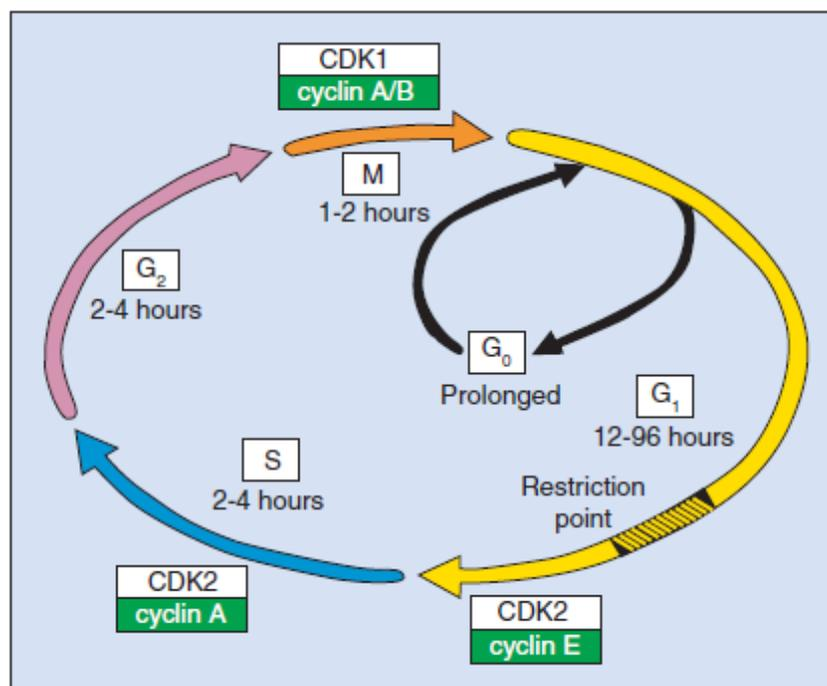 CDK1
cyclin A/B
M
1-2 hours
G₂
2-4 hours
G₀
Prolonged
G₁
12-96 hours
S
2-4 hours
Restriction
point
CDK2
cyclin A
CDK2
cyclin E